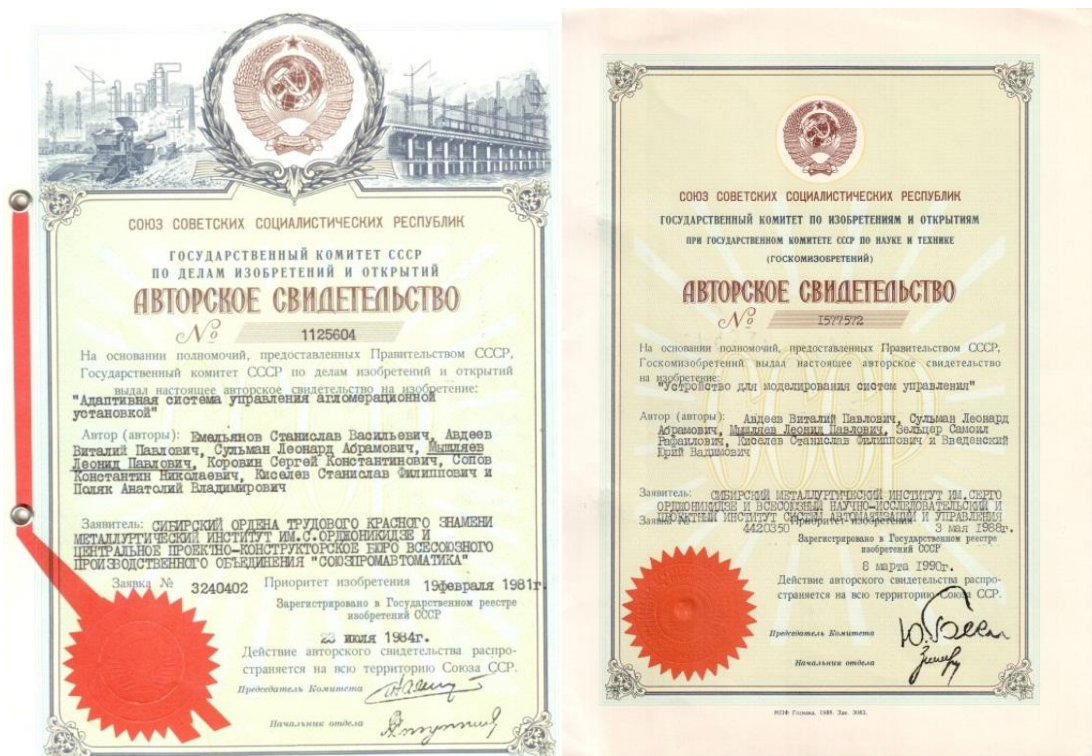 СОЮЗ СОВЕТСКИХ СОЦИАЛИСТИЧЕСКИХ РЕСПУБЛИК
ГОСУДАРСТВЕННЫЙ КОМИТЕТ СССР
ПО ДЕЛАМ ИЗОБРЕТЕНИЙ И ОТКРЫТИЙ
АВТОРСКОЕ СВИДЕТЕЛЬСТВО
№ 1125604
На основании полномочий, предоставленных Правительством СССР,
Государственный комитет СССР по делам изобретений и открытий
выдал настоящее авторское свидетельство на изобретение:
"Адаптивная система управления агломерационной
установкой"
Автор (авторы): Емельянов Станислав Васильевич, Авдеев
Виталий Павлович, Сульман Леонард Абрамович, Мышляев
Леонид Павлович, Коровин Сергей Константинович, Сопов
Константин Николаевич, Киселев Станислав Филиппович и
Поляк Анатолий Владимирович
Заявитель: СИБИРСКИЙ ОРДЕНА ТРУДОВОГО КРАСНОГО ЗНАМЕНИ
МЕТАЛЛУРГИЧЕСКИЙ ИНСТИТУТ ИМ.С.ОРДЖОНИКИДЗЕ И
ЦЕНТРАЛЬНОЕ ПРОЕКТНО-КОНСТРУКТОРСКОЕ БЮРО ВСЕСОЮЗНОГО
ПРОИЗВОДСТВЕННОГО ОБЪЕДИНЕНИЯ "СОЮЗПРОМАВТОМАТИКА"
Заявка № 3240402 Приоритет изобретения 19февраля 1981г.
Зарегистрировано в Государственном реестре
изобретений СССР
23 июля 1984г.
Действие авторского свидетельства распро-
страняется на всю территорию Союза ССР.
Председатель Комитета
Начальник отдела
СОЮЗ СОВЕТСКИХ СОЦИАЛИСТИЧЕСКИХ РЕСПУБЛИК
ГОСУДАРСТВЕННЫЙ КОМИТЕТ ПО ИЗОБРЕТЕНИЯМ И ОТКРЫТИЯМ
ПРИ ГОСУДАРСТВЕННОМ КОМИТЕТЕ СССР ПО НАУКЕ И ТЕХНИКЕ
(ГОСКОМИЗОБРЕТЕНИЙ)
АВТОРСКОЕ СВИДЕТЕЛЬСТВО
№ 1577572
На основании полномочий, предоставленных Правительством СССР,
Госкомизобретений выдал настоящее авторское свидетельство
на изобретение:
"Устройство для моделирования систем управления"
Автор (авторы): Авдеев Виталий Павлович, Сульман Леонард
Абрамович, Мышляев Леонид Павлович, Зельцер Самоил
Рафаилович, Киселев Станислав Филиппович и Введенский
Юрий Вадимович
Заявитель: СИБИРСКИЙ МЕТАЛЛУРГИЧЕСКИЙ ИНСТИТУТ ИМ.СЕРГО
ОРДЖОНИКИДЗЕ И ВСЕСОЮЗНЫЙ НАУЧНО-ИССЛЕДОВАТЕЛЬСКИЙ И
ПРОЕКТНЫЙ ИНСТИТУТ СИСТЕМ АВТОМАТИЗАЦИИ И УПРАВЛЕНИЯ
Заявка № 4420350 Приоритет изобретения 3 мая 1988г.
Зарегистрировано в Государственном реестре
изобретений СССР
8 марта 1990г.
Действие авторского свидетельства распро-
страняется на всю территорию Союза ССР.
Председатель Комитета
Начальник отдела
МПФ Гознака. 1988. Зак. 3063.